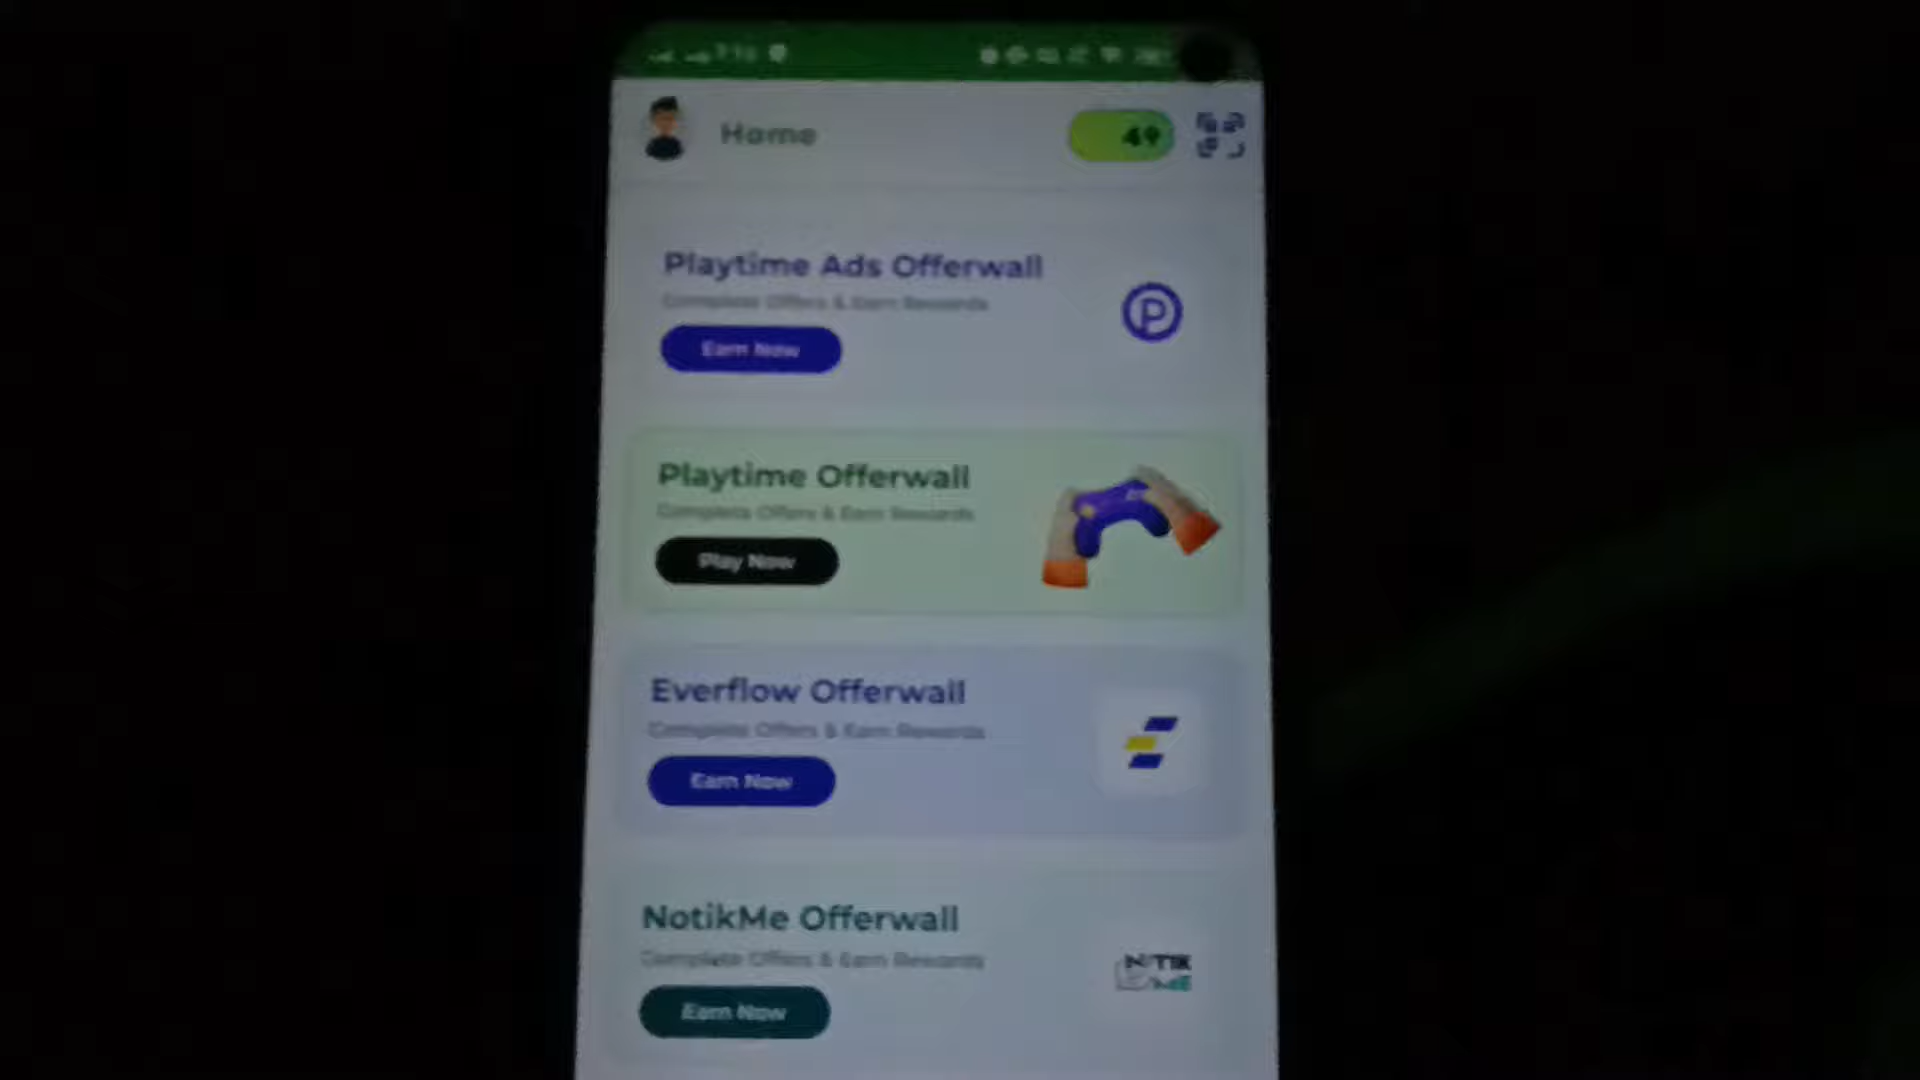 Home
49
Playtime Ads Offerwall
Complete Offers & Earn Rewards
Earn Now
Playtime Offerwall
Complete Offers & Earn Rewards
Play Now
Everflow Offerwall
Complete Offers & Earn Rewards
Earn Now
NotikMe Offerwall
Complete Offers & Earn Rewards
Earn Now